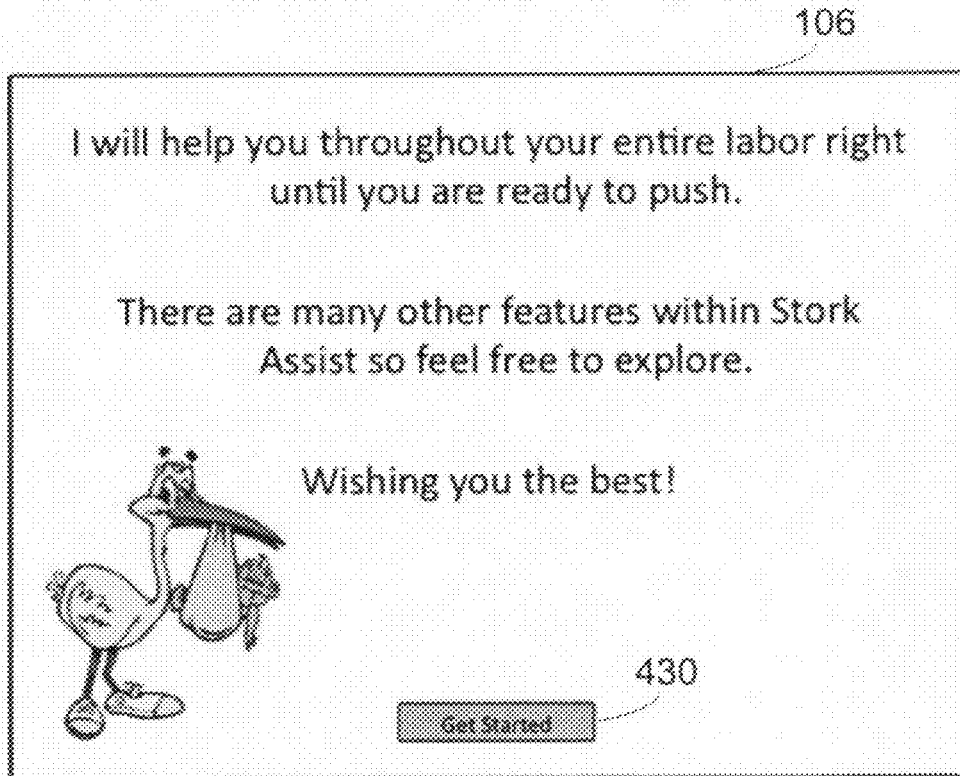 106
I will help you throughout your entire labor right
until you are ready to push.
There are many other features within Stork
Assist so feel free to explore.
Wishing you the best!
430
Get Started